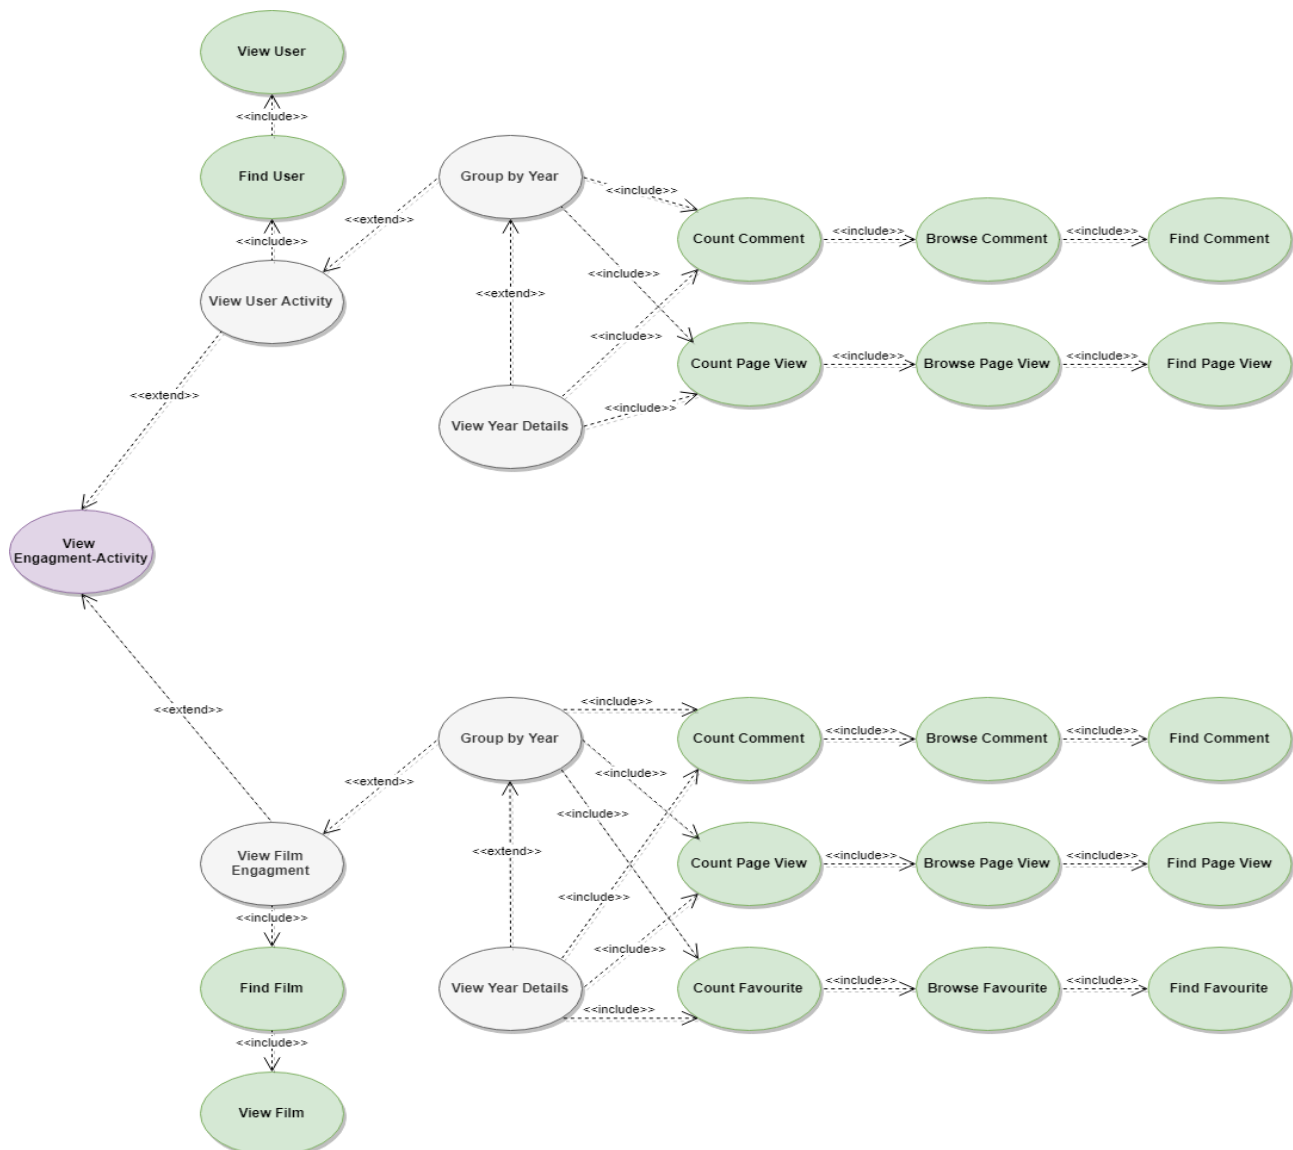 View User
<<include>>
Find User
Group by Year
<<include>>
<<extend>>
<<include>>
Count Comment
<<include>>
Browse Comment
<<include>>
Find Comment
<<include>>
View User Activity
<<extend>>
<<include>>
Count Page View
<<include>>
Browse Page View
<<include>>
Find Page View
<<extend>>
<<include>>
View Year Details
View
Engagment-Activity
<<extend>>
Group by Year
<<include>>
Count Comment
<<include>>
Browse Comment
<<include>>
Find Comment
<<extend>>
<<include>>
<<include>>
<<extend>>
View Film
Engagment
Count Page View
<<include>>
Browse Page View
<<include>>
Find Page View
<<include>>
<<include>>
<<include>>
Find Film
View Year Details
<<include>>
Count Favourite
<<include>>
Browse Favourite
<<include>>
Find Favourite
<<include>>
View Film